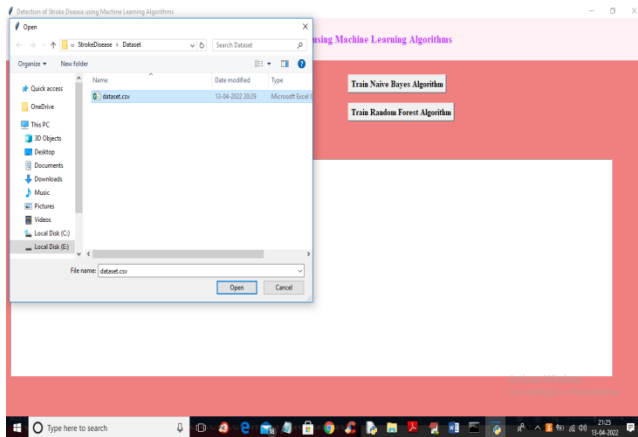 Detection of Stroke Disease using Machine Learning Algorithms
Open
« StrokeDisease › Dataset
Search Dataset
using Machine Learning Algorithms
Organize
New folder
Name
Date modified
Type
dataset.csv
13-04-2022 20:29
Microsoft Excel
Quick access
OneDrive
This PC
3D Objects
Desktop
Documents
Downloads
Music
Pictures
Videos
Local Disk (C:)
Local Disk (E:)
Train Naive Bayes Algorithm
Train Random Forest Algorithm
File name: dataset.csv
Open
Cancel
Type here to search
21:25
13-04-2022